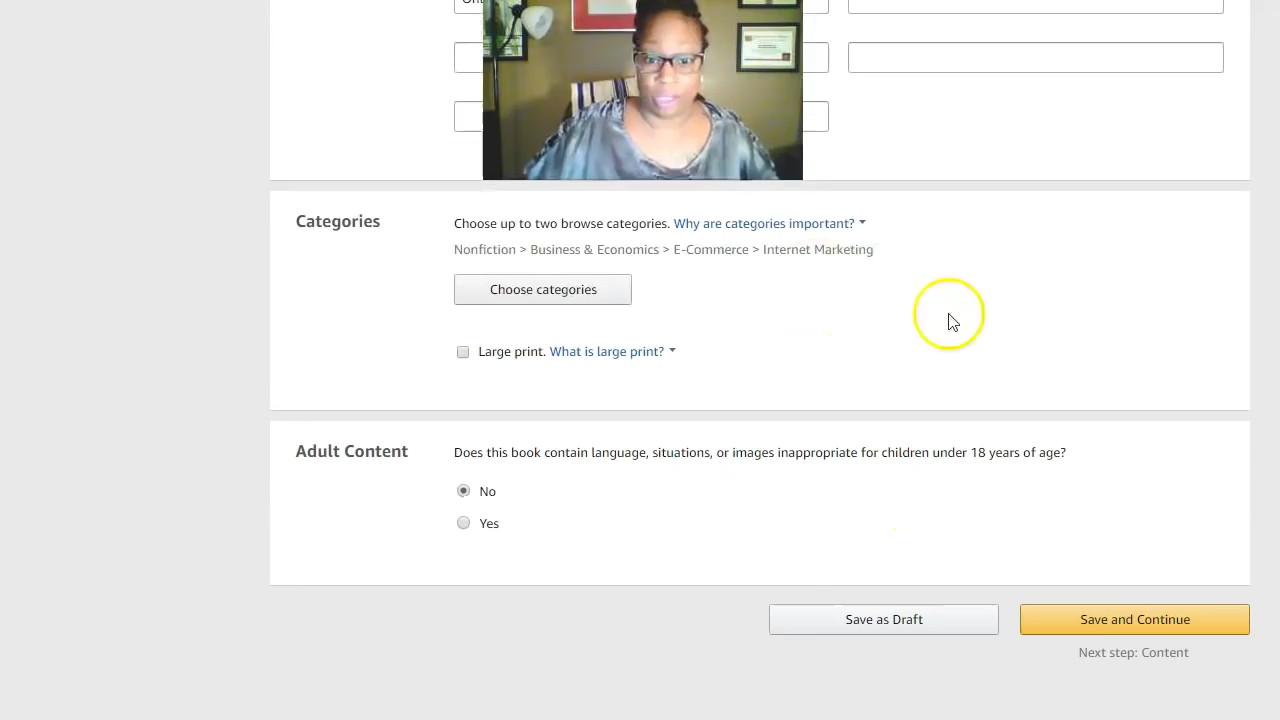 Categories
Choose up to two browse categories. Why are categories important?
Nonfiction > Business & Economics > E-Commerce > Internet Marketing
Choose categories
Large print. What is large print?
Adult Content
Does this book contain language, situations, or images inappropriate for children under 18 years of age?
No
Yes
Save as Draft
Save and Continue
Next step: Content